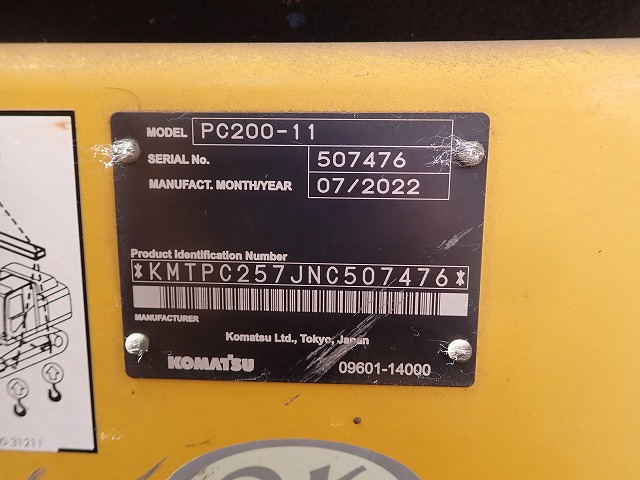 MODEL PC200-11
SERIAL No. 507476
MANUFACT. MONTH/YEAR 07/2022
Product Identification Number
*KMTPC257JNC507476*
MANUFACTURER
Komatsu Ltd., Tokyo, Japan
KOMATSU 09601-14000
31211